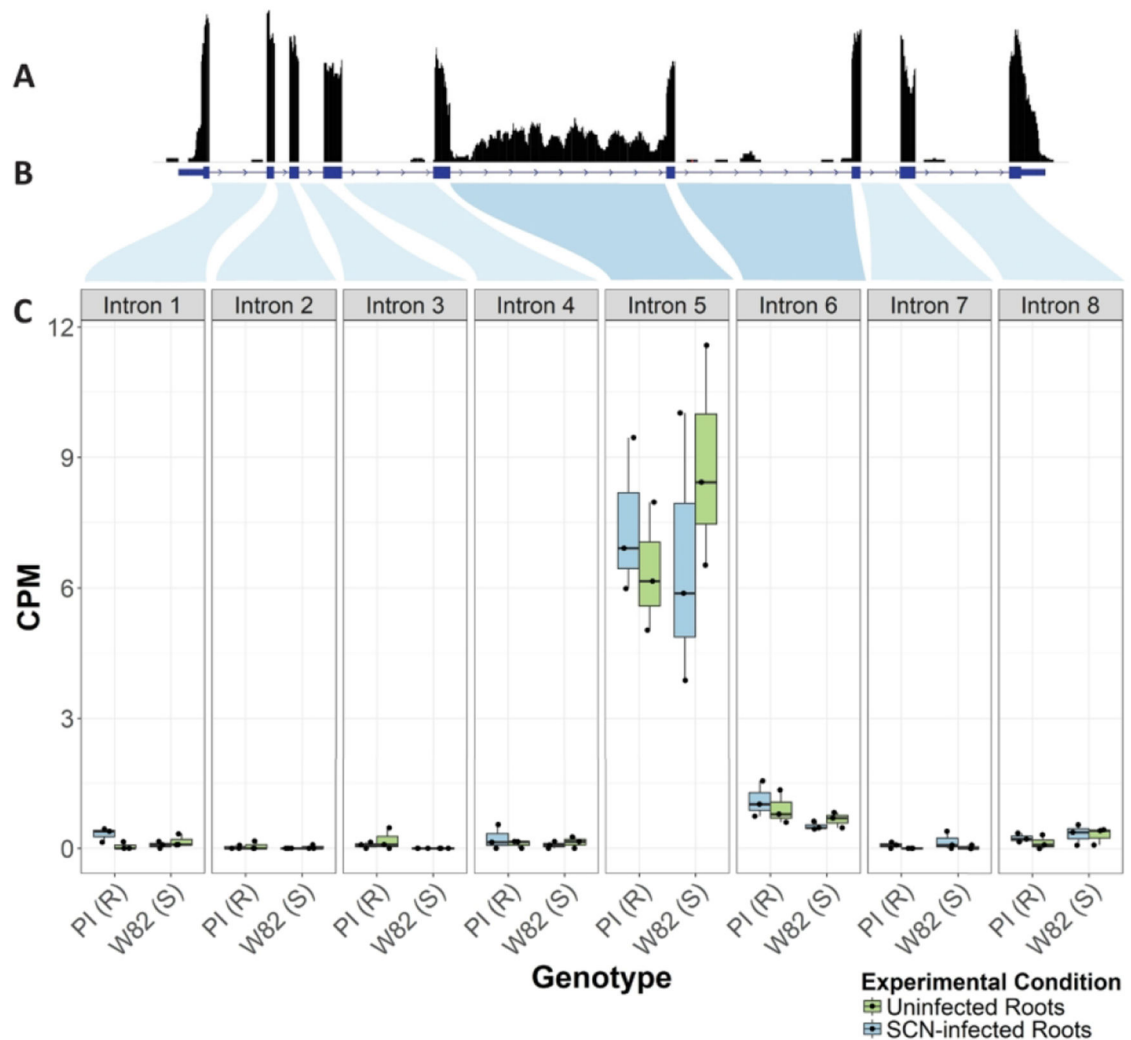 A
B
C
Intron 1 Intron 2 Intron 3 Intron 4 Intron 5 Intron 6 Intron 7 Intron 8
12
9
6
3
0
CPM
PI (R) W82 (S) PI (R) W82 (S) PI (R) W82 (S) PI (R) W82 (S) PI (R) W82 (S) PI (R) W82 (S) PI (R) W82 (S) PI (R) W82 (S)
Genotype
Experimental Condition
Uninfected Roots
SCN-infected Roots